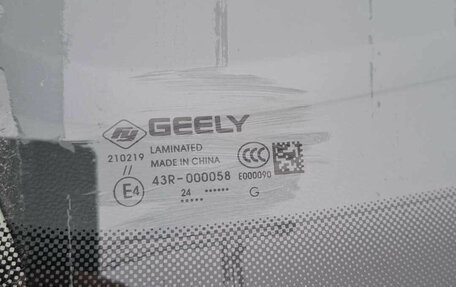 GEELY
210219 LAMINATED
// MADE IN CHINA CCC
E4 43R-000058 E000090
24 ...... G
.....